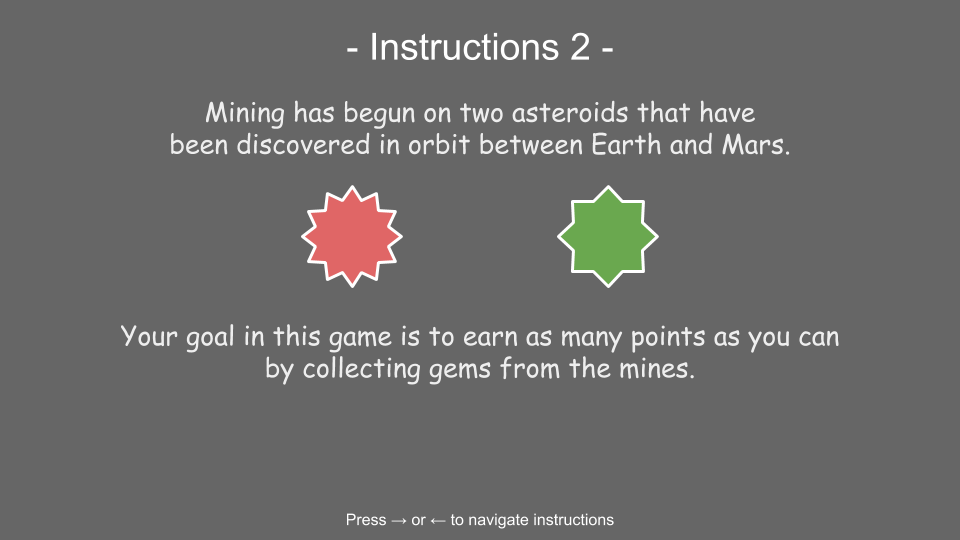 - Instructions 2 -
Mining has begun on two asteroids that have
been discovered in orbit between Earth and Mars.
Your goal in this game is to earn as many points as you can
by collecting gems from the mines.
Press → or ← to navigate instructions